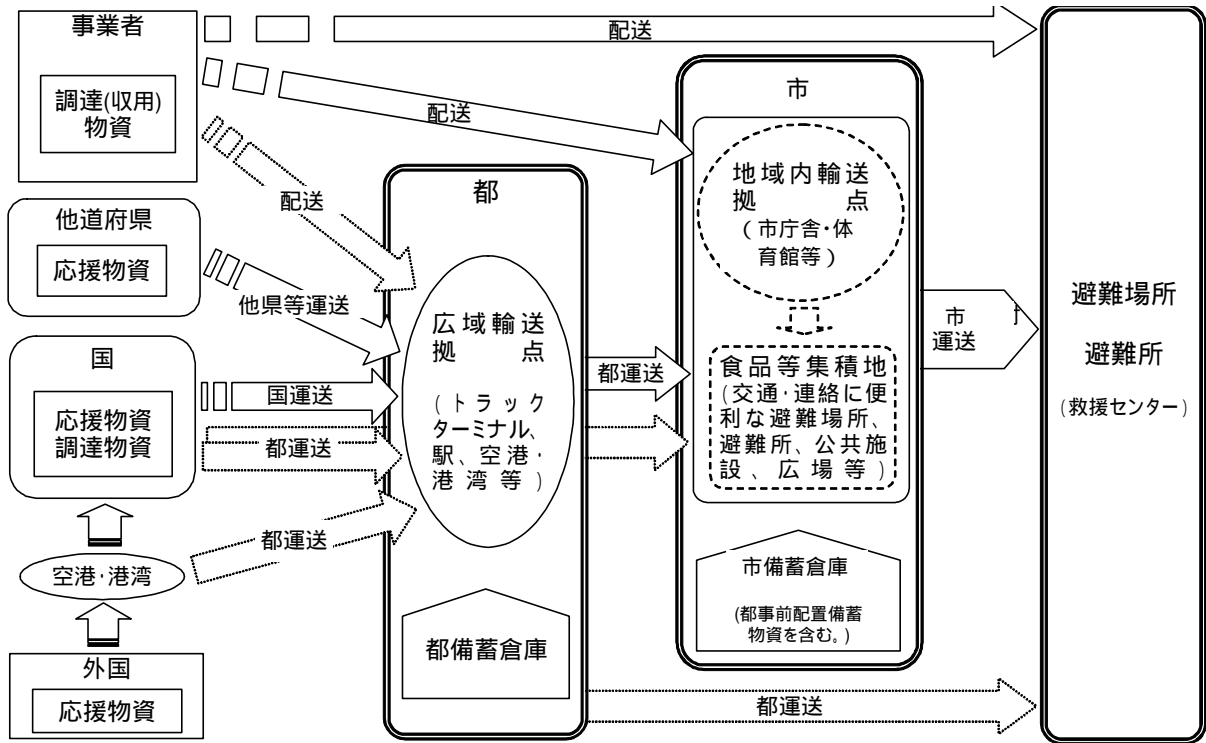 事業者
調達(収用)
物資
他道府県
応援物資
国
応援物資
調達物資
空港・港湾
外国
応援物資
配送
配送
配送
他県等運送
国運送
都運送
都運送
都
広域輸送
拠点
(トラック
ターミナル、
駅、空港・
港湾等)
都備蓄倉庫
都運送
都運送
市
地域内輸送
拠点
(市庁舎・体
育館等)
食品等集積地
(交通・連絡に便
利な避難場所、
避難所、公共施
設、広場等)
市備蓄倉庫
(都事前配置備蓄
物資を含む。)
市
運送
避難場所
避難所
(救援センター)